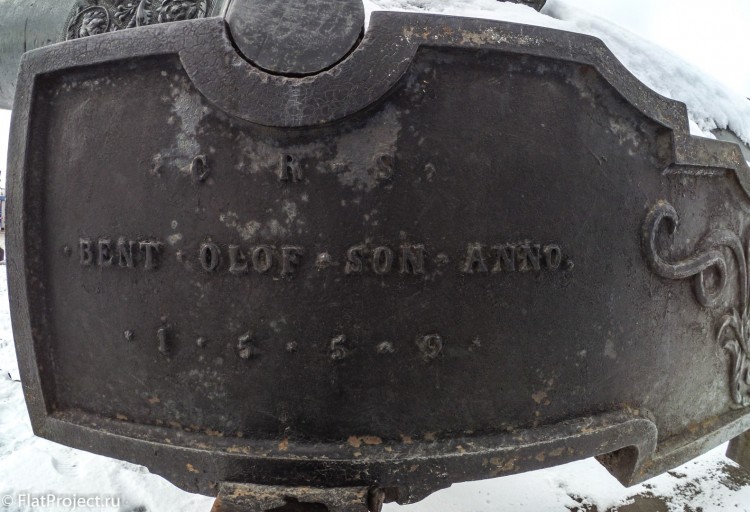 C R S
· BENT · OLOF · SON · ANNO.
· 1 · 5 · 5 · 9 ·
© FlatProject.ru